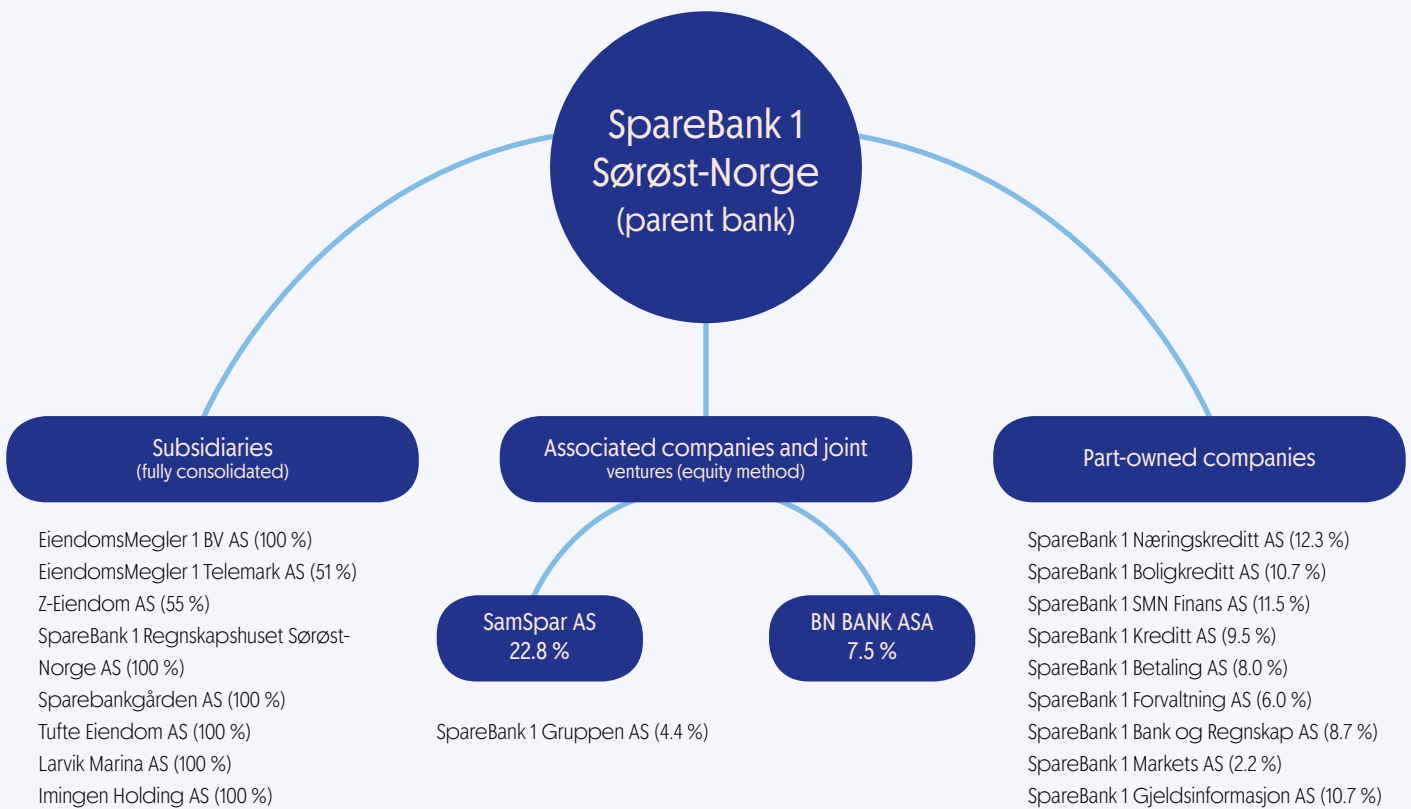 SpareBank 1
Sørøst-Norge
(parent bank)
Subsidiaries
(fully consolidated)
EiendomsMegler 1 BV AS (100 %)
EiendomsMegler 1 Telemark AS (51 %)
Z-Eiendom AS (55 %)
SpareBank 1 Regnskapshuset Sørøst-
Norge AS (100 %)
Sparebankgården AS (100 %)
Tufte Eiendom AS (100 %)
Larvik Marina AS (100 %)
Imingen Holding AS (100 %)
Associated companies and joint
ventures (equity method)
SamSpar AS
22.8 %
BN BANK ASA
7.5 %
SpareBank 1 Gruppen AS (4.4 %)
Part-owned companies
SpareBank 1 Næringskreditt AS (12.3 %)
SpareBank 1 Boligkreditt AS (10.7 %)
SpareBank 1 SMN Finans AS (11.5 %)
SpareBank 1 Kreditt AS (9.5 %)
SpareBank 1 Betaling AS (8.0 %)
SpareBank 1 Forvaltning AS (6.0 %)
SpareBank 1 Bank og Regnskap AS (8.7 %)
SpareBank 1 Markets AS (2.2 %)
SpareBank 1 Gjeldsinformasjon AS (10.7 %)